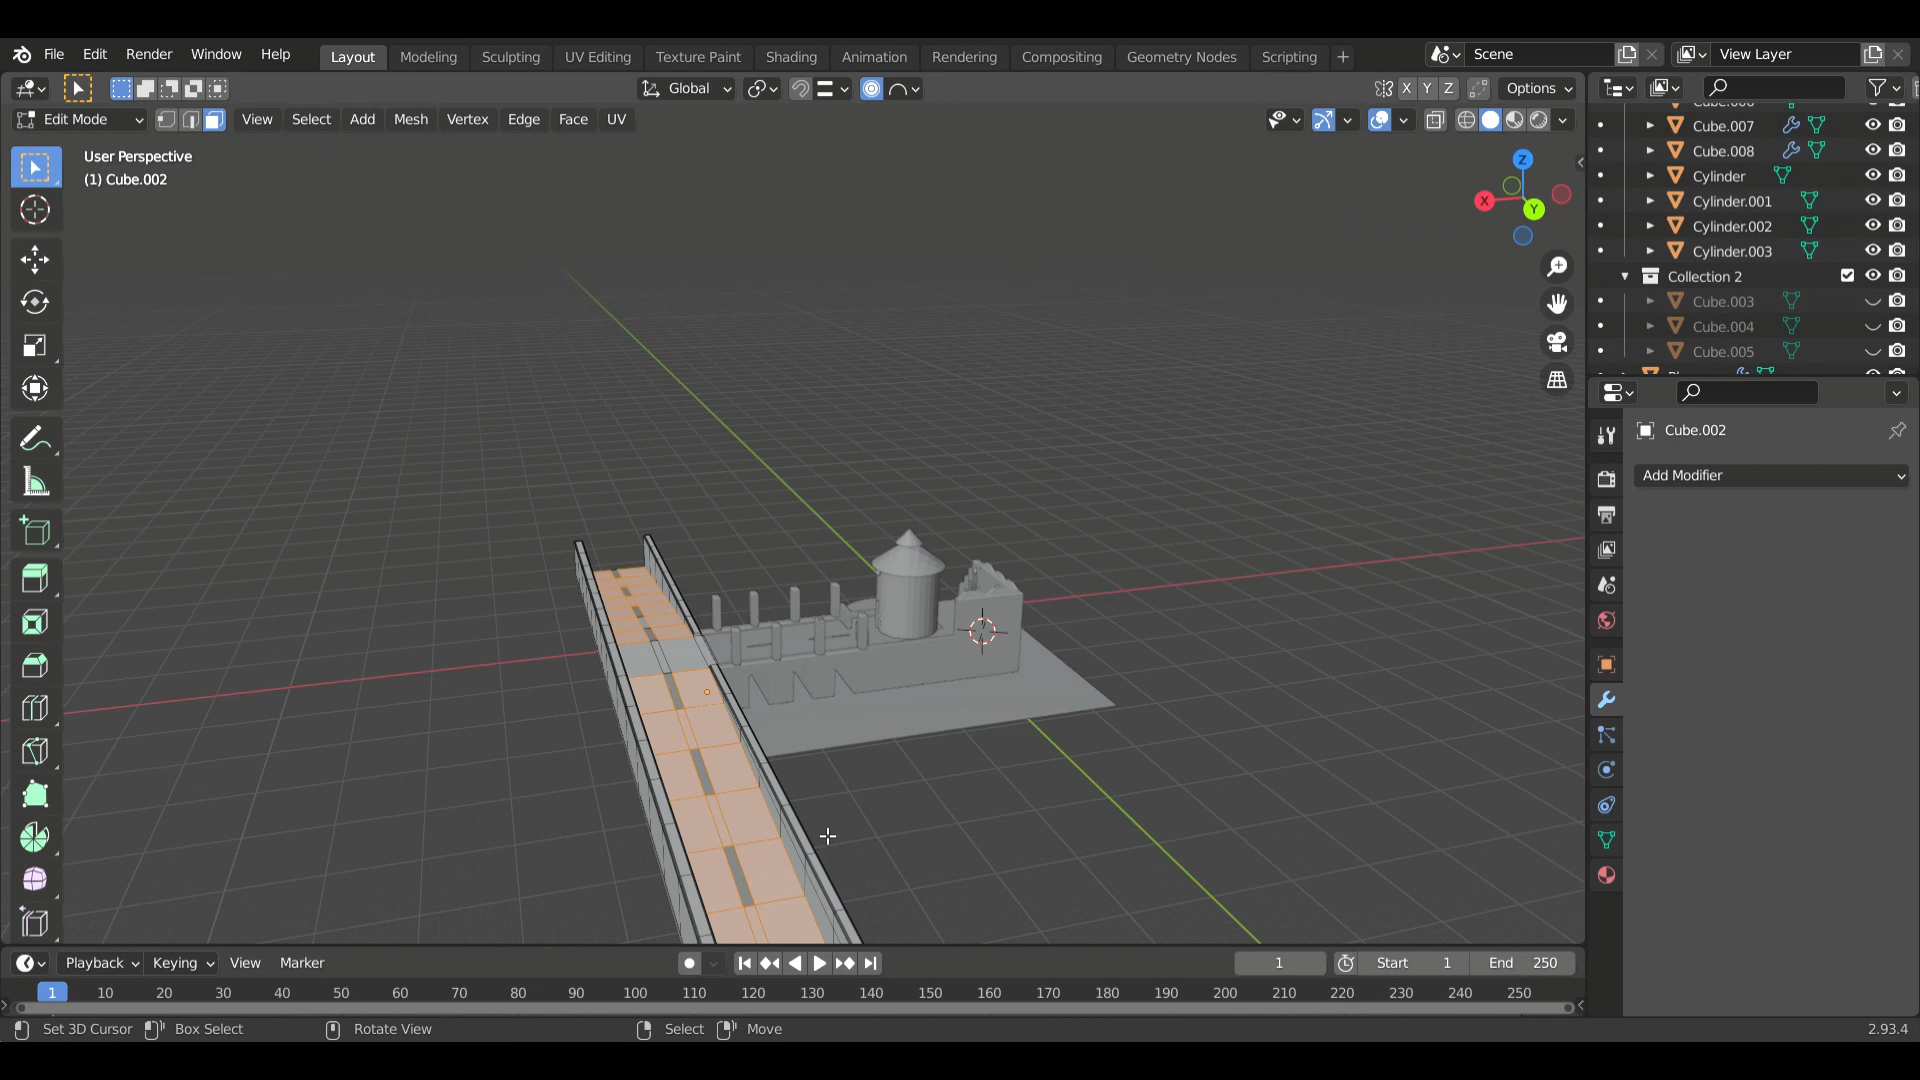 File Edit Render Window Help Layout Modeling Sculpting UV Editing Texture Paint Shading Animation Rendering Compositing Geometry Nodes Scripting + Scene View Layer
Global X Y Z Options
Edit Mode View Select Add Mesh Vertex Edge Face UV
User Perspective
(1) Cube.002
Z
X
Y
Cube.007
Cube.008
Cylinder
Cylinder.001
Cylinder.002
Cylinder.003
Collection 2
Cube.003
Cube.004
Cube.005
Cube.002
Add Modifier
Playback Keying View Marker 1 Start 1 End 250
1 10 20 30 40 50 60 70 80 90 100 110 120 130 140 150 160 170 180 190 200 210 220 230 240 250
Set 3D Cursor Box Select Rotate View Select Move 2.93.4